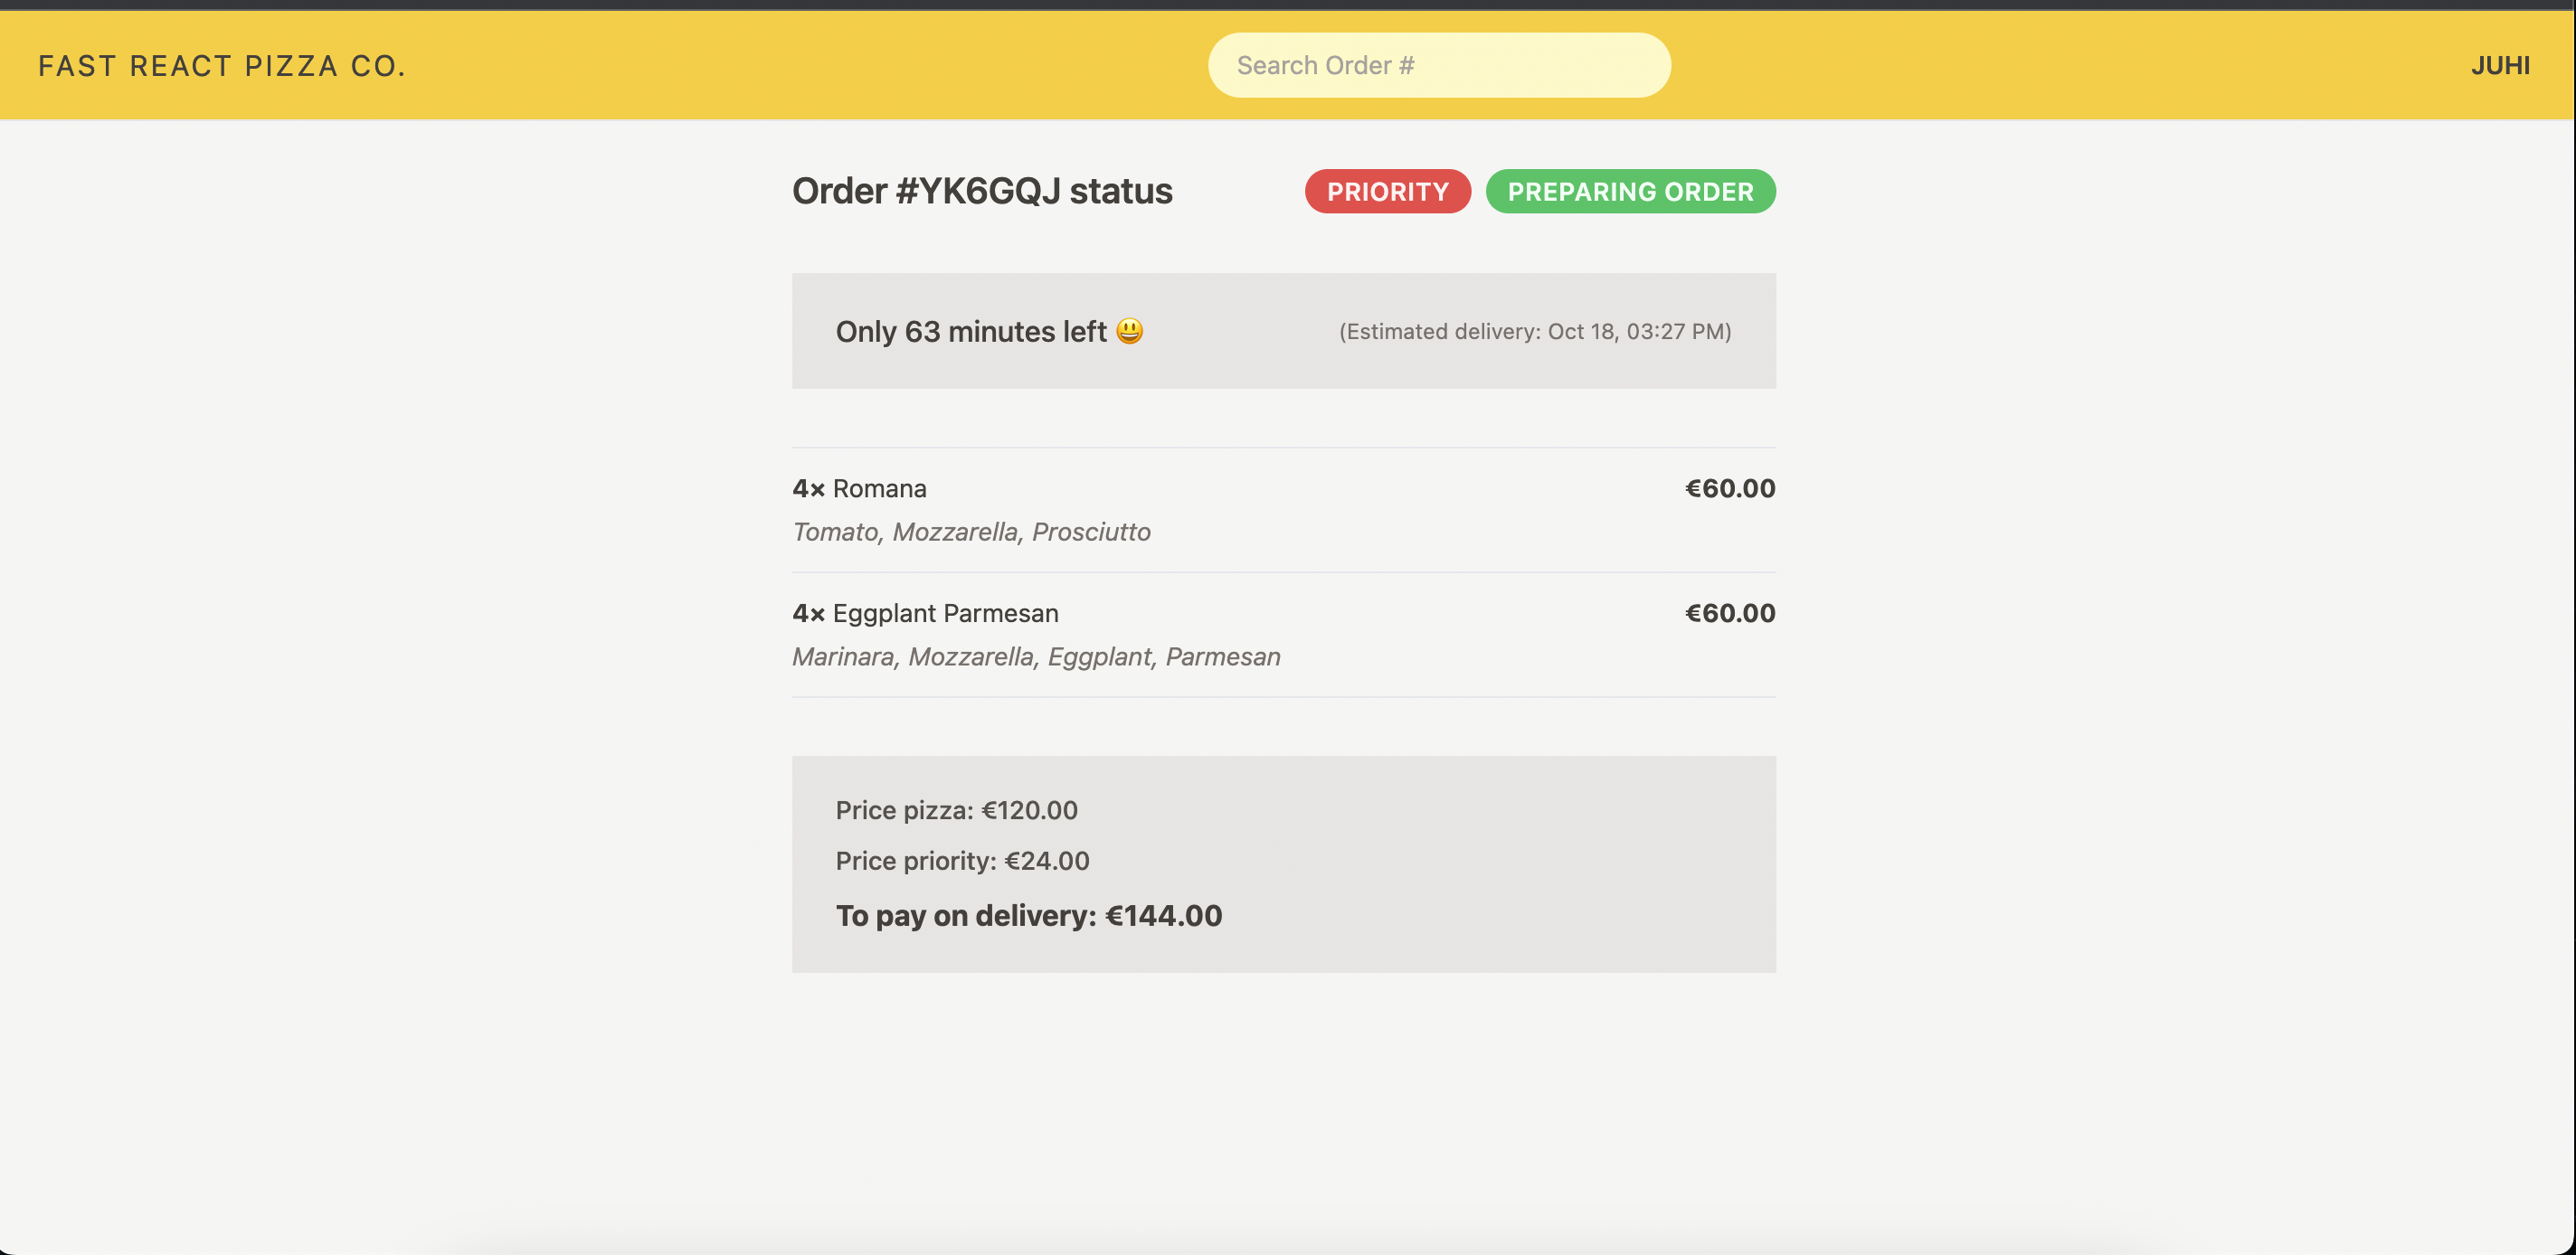 FAST REACT PIZZA CO.
Search Order #
JUHI
Order #YK6GQJ status
PRIORITY
PREPARING ORDER
Only 63 minutes left 😃
(Estimated delivery: Oct 18, 03:27 PM)
4× Romana
€60.00
Tomato, Mozzarella, Prosciutto
4× Eggplant Parmesan
€60.00
Marinara, Mozzarella, Eggplant, Parmesan
Price pizza: €120.00
Price priority: €24.00
To pay on delivery: €144.00